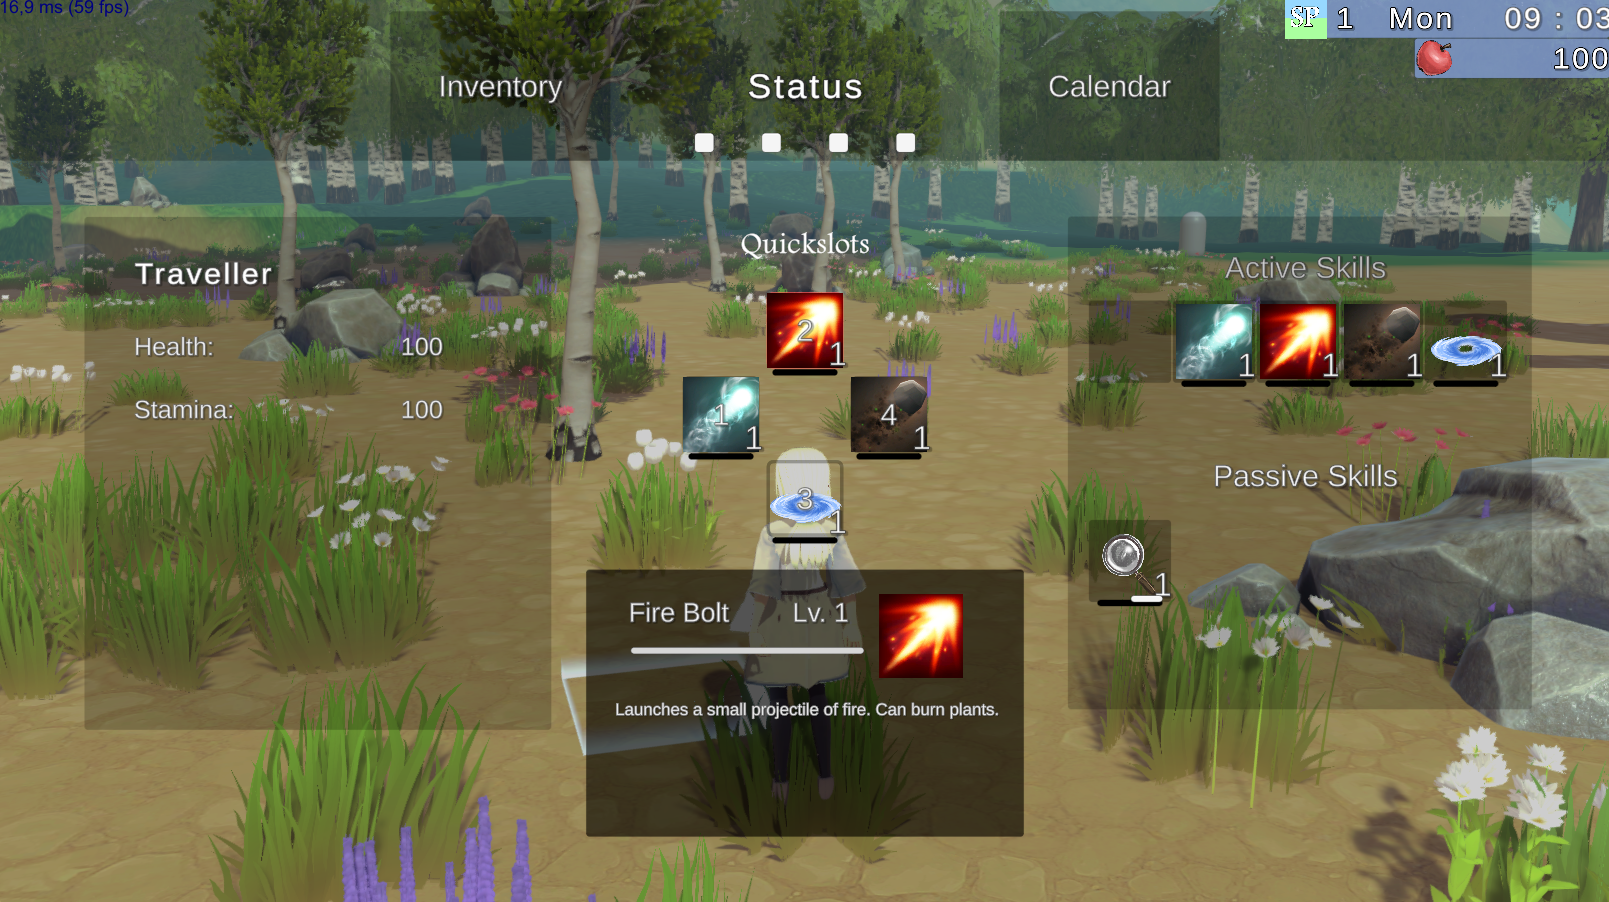 16,9 ms (59 fps)
SP 1 Mon 09 : 03
100
Inventory Status Calendar
Quickslots
Traveller
Health: 100
Stamina: 100
2
1
1
1
4
1
3
1
Active Skills
1 1 1 1
Passive Skills
1
Fire Bolt Lv. 1
Launches a small projectile of fire. Can burn plants.